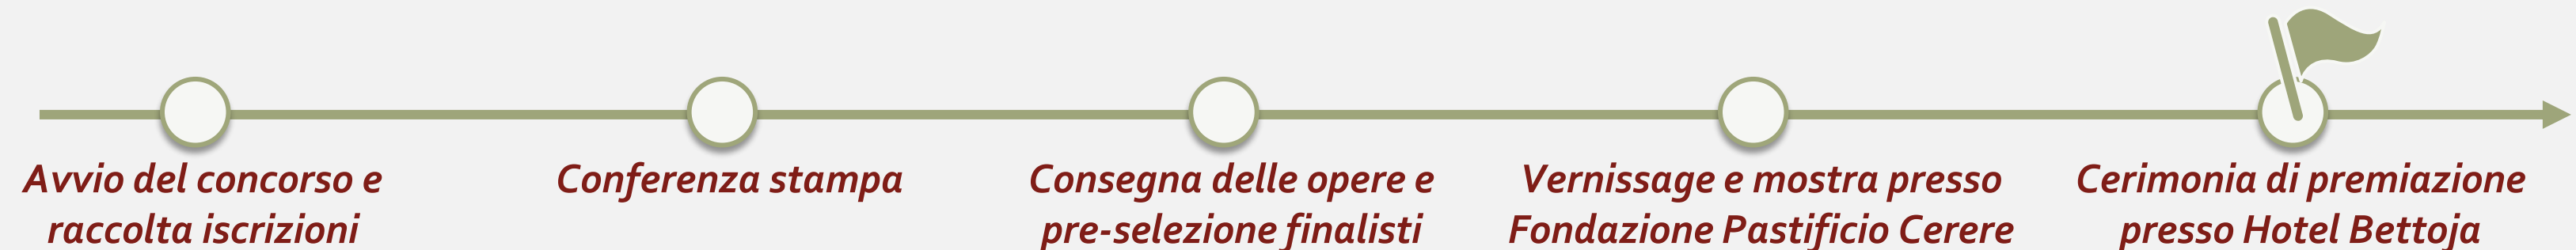 Avvio del concorso e
raccolta iscrizioni
Conferenza stampa
Consegna delle opere e
pre-selezione finalisti
Vernissage e mostra presso
Fondazione Pastificio Cerere
Cerimonia di premiazione
presso Hotel Bettoja